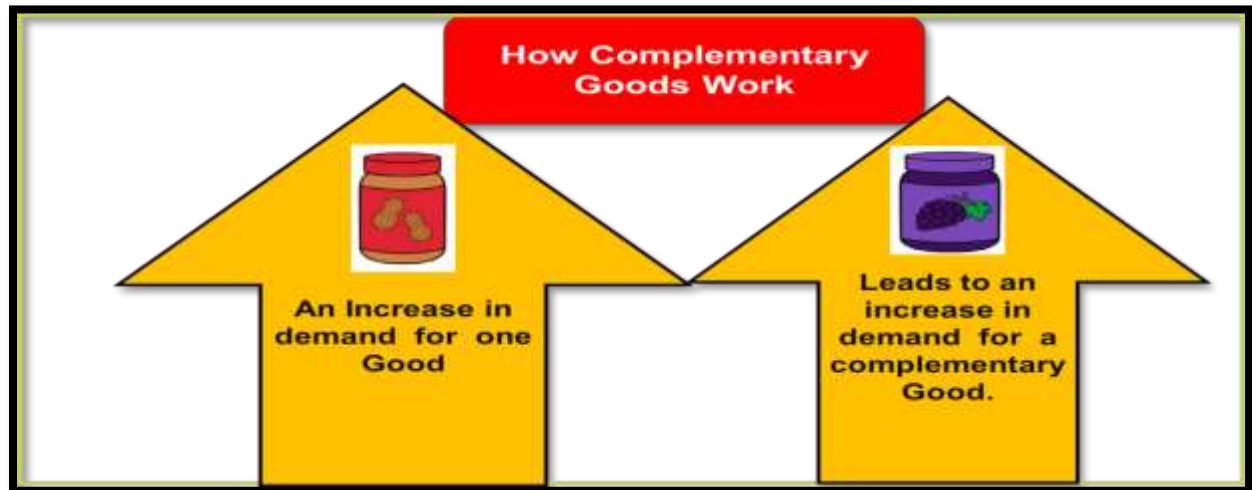 How Complementary
Goods Work
An Increase in
demand for one
Good
Leads to an
increase in
demand for a
complementary
Good.